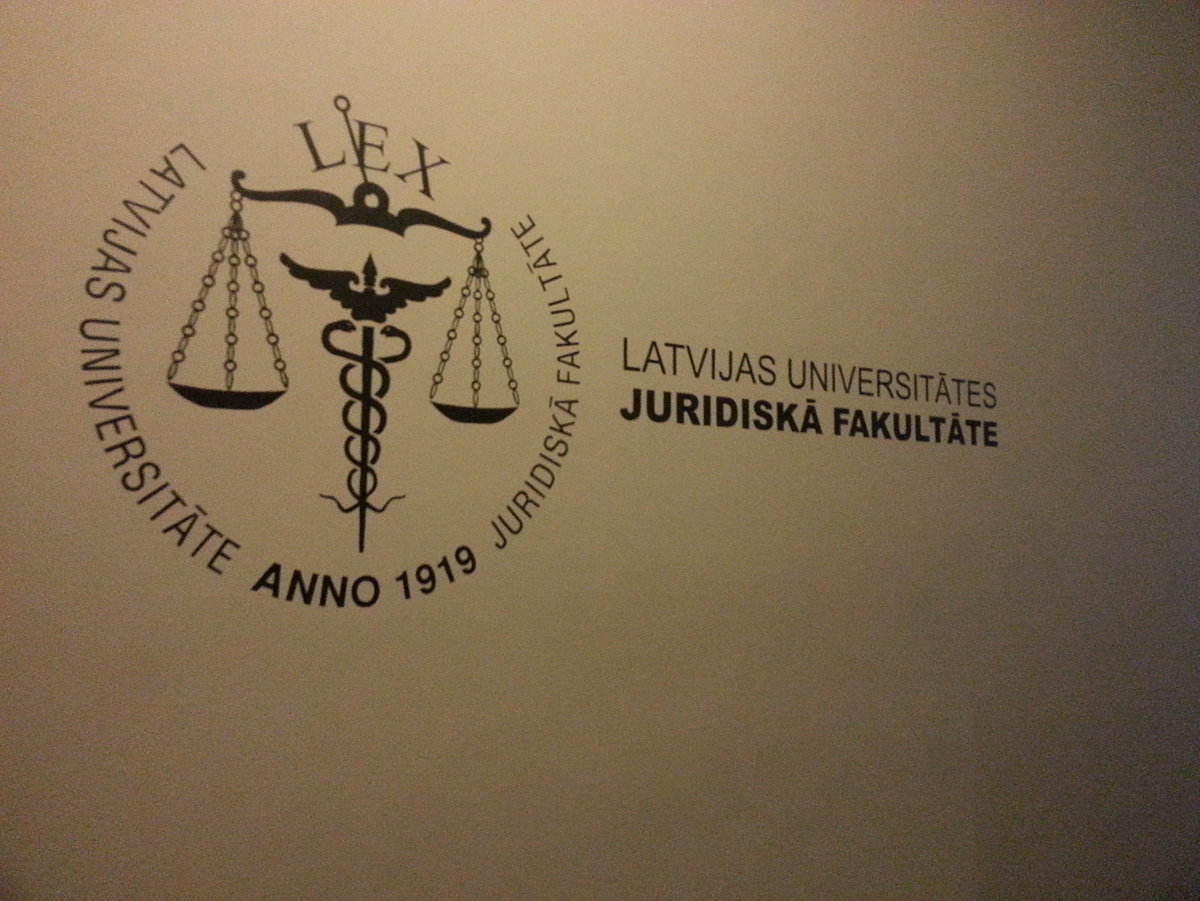 LEX
LATVIJAS UNIVERSITĀTE
ANNO 1919
JURIDISKĀ FAKULTĀTE
LATVIJAS UNIVERSITĀTES
JURIDISKĀ FAKULTĀTE